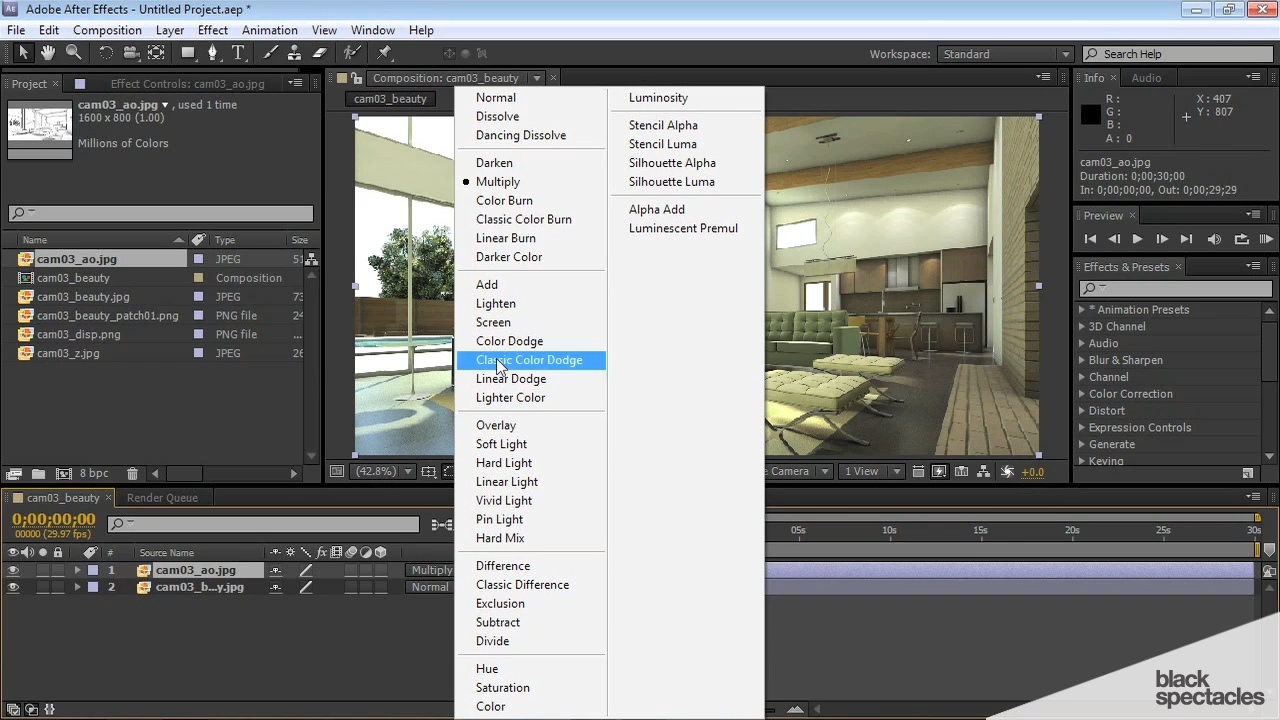 Adobe After Effects - Untitled Project.aep *
File Edit Composition Layer Effect Animation View Window Help
Workspace: Standard
Search Help
Project
Effect Controls: cam03_ao.jpg
cam03_ao.jpg , used 1 time
1600 x 800 (1.00)
Millions of Colors
Name Type Size
cam03_ao.jpg JPEG 51
cam03_beauty Composition
cam03_beauty.jpg JPEG 73
cam03_beauty_patch01.png PNG file 24
cam03_disp.png PNG file
cam03_z.jpg JPEG 26
8 bpc
Composition: cam03_beauty
cam03_beauty
Normal
Dissolve
Dancing Dissolve
Darken
Multiply
Color Burn
Classic Color Burn
Linear Burn
Darker Color
Add
Lighten
Screen
Color Dodge
Classic Color Dodge
Linear Dodge
Lighter Color
Overlay
Soft Light
Hard Light
Linear Light
Vivid Light
Pin Light
Hard Mix
Difference
Classic Difference
Exclusion
Subtract
Divide
Hue
Saturation
Color
Luminosity
Stencil Alpha
Stencil Luma
Silhouette Alpha
Silhouette Luma
Alpha Add
Luminescent Premul
(42.8%)
Camera 1 View +0.0
Info Audio
R :
G :
B :
A : 0
X : 407
Y : 807
cam03_ao.jpg
Duration: 0;00;30;00
In: 0;00;00;00, Out: 0;00;29;29
Preview
Effects & Presets
* Animation Presets
3D Channel
Audio
Blur & Sharpen
Channel
Color Correction
Distort
Expression Controls
Generate
Keying
cam03_beauty
Render Queue
0;00;00;00
00000 (29.97 fps)
05s 10s 15s 20s 25s 30s
# Source Name
1 cam03_ao.jpg Multiply
2 cam03_b...y.jpg Normal
black
spectacles